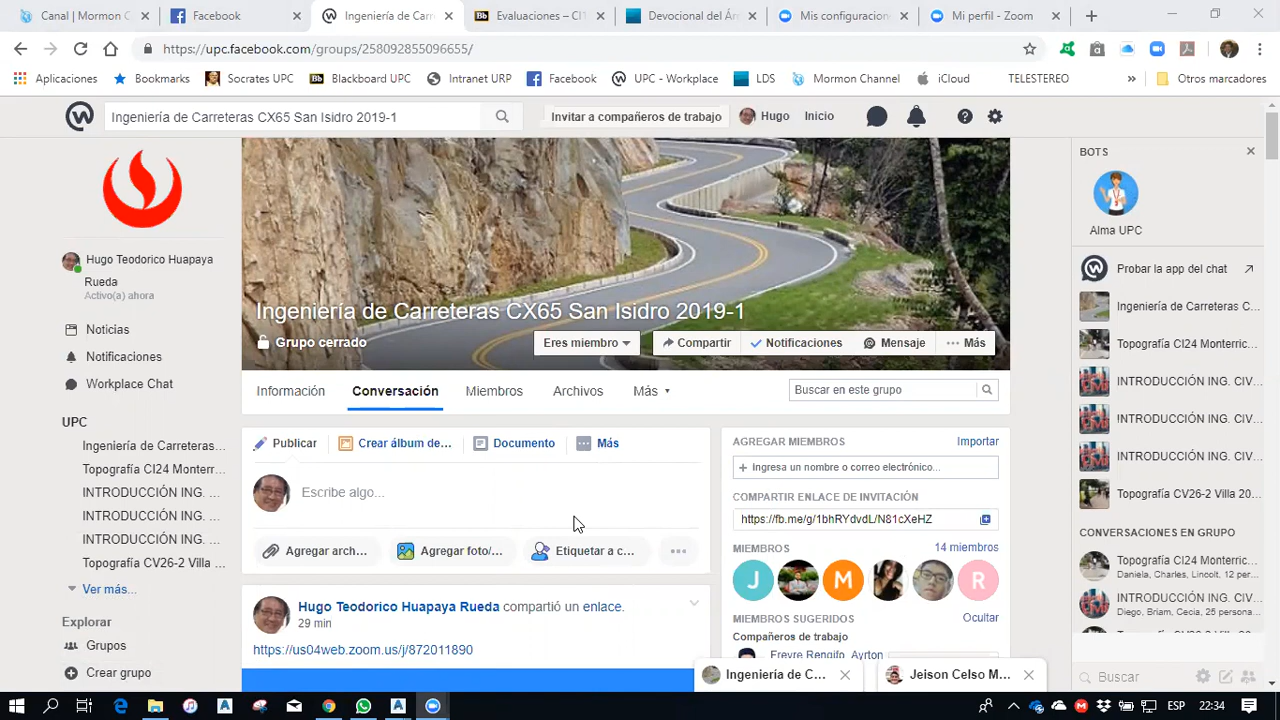 Canal | Mormon C
Facebook
Ingeniería de Carr
Evaluaciones – CI
Devocional del Ár
Mis configuracion
Mi perfil - Zoom
https://upc.facebook.com/groups/258092855096655/
Aplicaciones
Bookmarks
Socrates UPC
Blackboard UPC
Intranet URP
Facebook
UPC - Workplace
LDS
Mormon Channel
iCloud
TELESTEREO
»
Otros marcadores
Ingeniería de Carreteras CX65 San Isidro 2019-1
Invitar a compañeros de trabajo
Hugo
Inicio
Hugo Teodorico Huapaya
Rueda
Activo(a) ahora
Noticias
Notificaciones
Workplace Chat
UPC
Ingeniería de Carreteras...
Topografía CI24 Monterr...
INTRODUCCIÓN ING. ...
INTRODUCCIÓN ING. ...
INTRODUCCIÓN ING. ...
Topografía CV26-2 Villa ...
Ver más...
Explorar
Grupos
Crear grupo
Ingeniería de Carreteras CX65 San Isidro 2019-1
Grupo cerrado
Eres miembro
Compartir
Notificaciones
Mensaje
Más
Información
Conversación
Miembros
Archivos
Más
Buscar en este grupo
Publicar
Crear álbum de...
Documento
Más
Escribe algo...
Agregar arch...
Agregar foto/...
Etiquetar a c...
Hugo Teodorico Huapaya Rueda compartió un enlace.
29 min
https://us04web.zoom.us/j/872011890
AGREGAR MIEMBROS
Importar
Ingresa un nombre o correo electrónico...
COMPARTIR ENLACE DE INVITACIÓN
https://fb.me/g/1bhRYdvdL/N81cXeHZ
MIEMBROS
14 miembros
J
M
R
MIEMBROS SUGERIDOS
Ocultar
Compañeros de trabajo
Freyre Rengifo, Ayrton
Ingeniería de C...
Jeison Celso M...
BOTS
Alma UPC
Probar la app del chat
Ingeniería de Carreteras C...
Topografía CI24 Monterric...
INTRODUCCIÓN ING. CIV...
INTRODUCCIÓN ING. CIV...
INTRODUCCIÓN ING. CIV...
Topografía CV26-2 Villa 20...
CONVERSACIONES EN GRUPO
Topografía CI24 Monterric...
Daniela, Charles, Lincolt, 12 per...
INTRODUCCIÓN ING. CIV...
Diego, Briam, Cecia, 25 persona...
Buscar
ESP
22:34